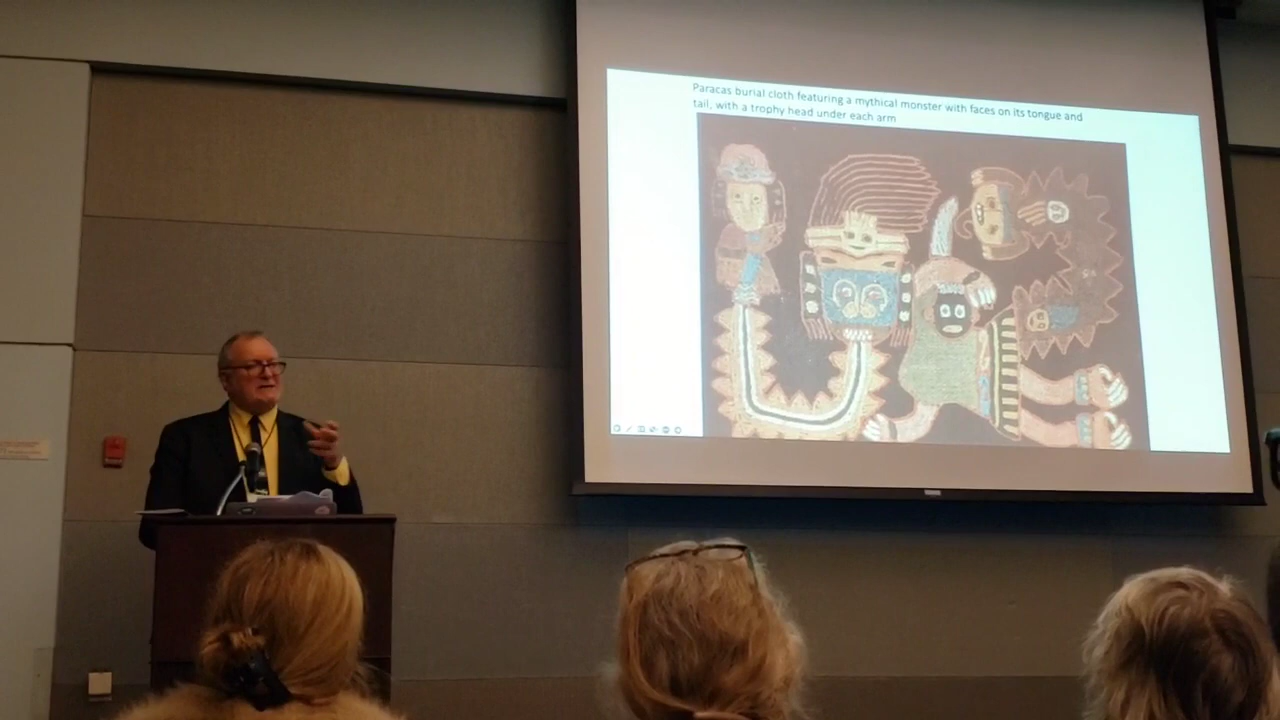 Paracas burial cloth featuring a mythical monster with faces on its tongue and
tail, with a trophy head under each arm